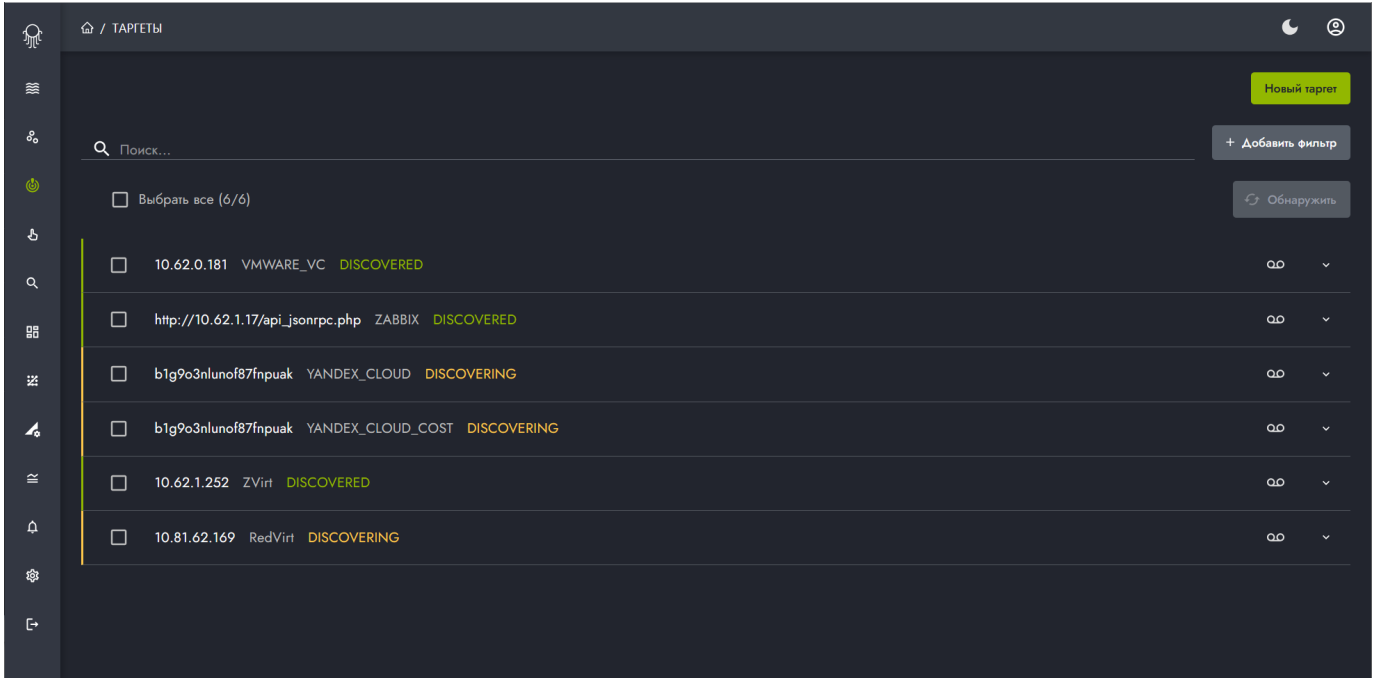 / ТАРГЕТЫ
Новый таргет
Поиск...
+ Добавить фильтр
Выбрать все (6/6)
Обнаружить
10.62.0.181 VMWARE_VC DISCOVERED
http://10.62.1.17/api_jsonrpc.php ZABBIX DISCOVERED
b1g9o3nlunof87fnpuak YANDEX_CLOUD DISCOVERING
b1g9o3nlunof87fnpuak YANDEX_CLOUD_COST DISCOVERING
10.62.1.252 ZVirt DISCOVERED
10.81.62.169 RedVirt DISCOVERING